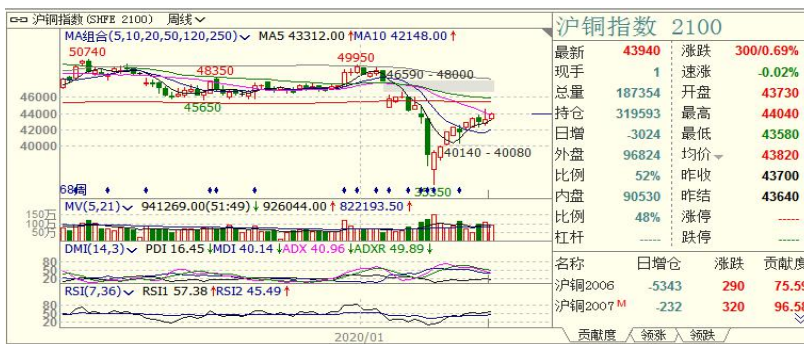 沪铜指数(SHFE 2100) 周线
MA组合(5,10,20,50,120,250) MA5 43312.00↑MA10 42148.00↑
50740
49950
48350
46590 - 48000
45650
46000
44000
42000
40000
40140 - 40080
33350
68周
MV(5,21) 941269.00(51:49)↓926044.00↑822193.50↑
150万
100万
50万
DMI(14,3) PDI 16.45↓MDI 40.14↓ADX 40.96↓ADXR 49.89↓
80
50
20
RSI(7,36) RSI1 57.38↑RSI2 45.49↑
80
50
20
2020/01
沪铜指数 2100
最新 43940 涨跌 300/0.69%
现手 1 速涨 -0.02%
总量 187354 开盘 43730
持仓 319593 最高 44040
日增 -3024 最低 43580
外盘 96824 均价 43820
比例 52% 昨收 43700
内盘 90530 昨结 43640
比例 48% 涨停 -----
杠杆 ----- 跌停 -----
名称 日增仓 涨跌 贡献度
沪铜2006 -5343 290 75.59
沪铜2007 M -232 320 96.58
贡献度 领涨 领跌